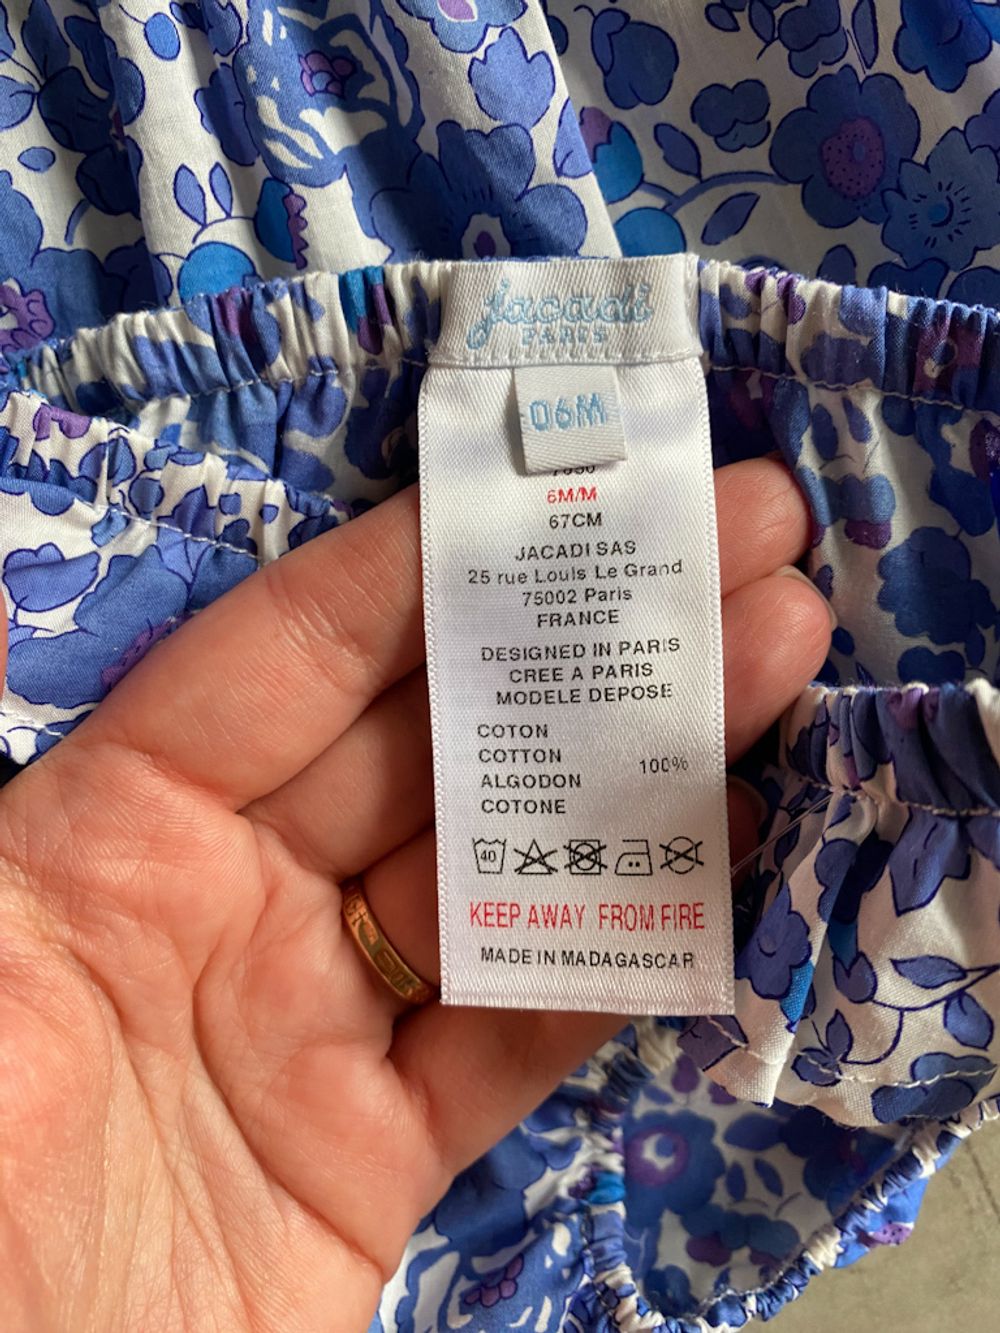 jacadi
PARIS
06M
6M/M
67CM
JACADI SAS
25 rue Louis Le Grand
75002 Paris
FRANCE
DESIGNED IN PARIS
CREE A PARIS
MODELE DEPOSE
COTON
COTTON
ALGODON
COTONE
100%
40
KEEP AWAY FROM FIRE
MADE IN MADAGASCAR